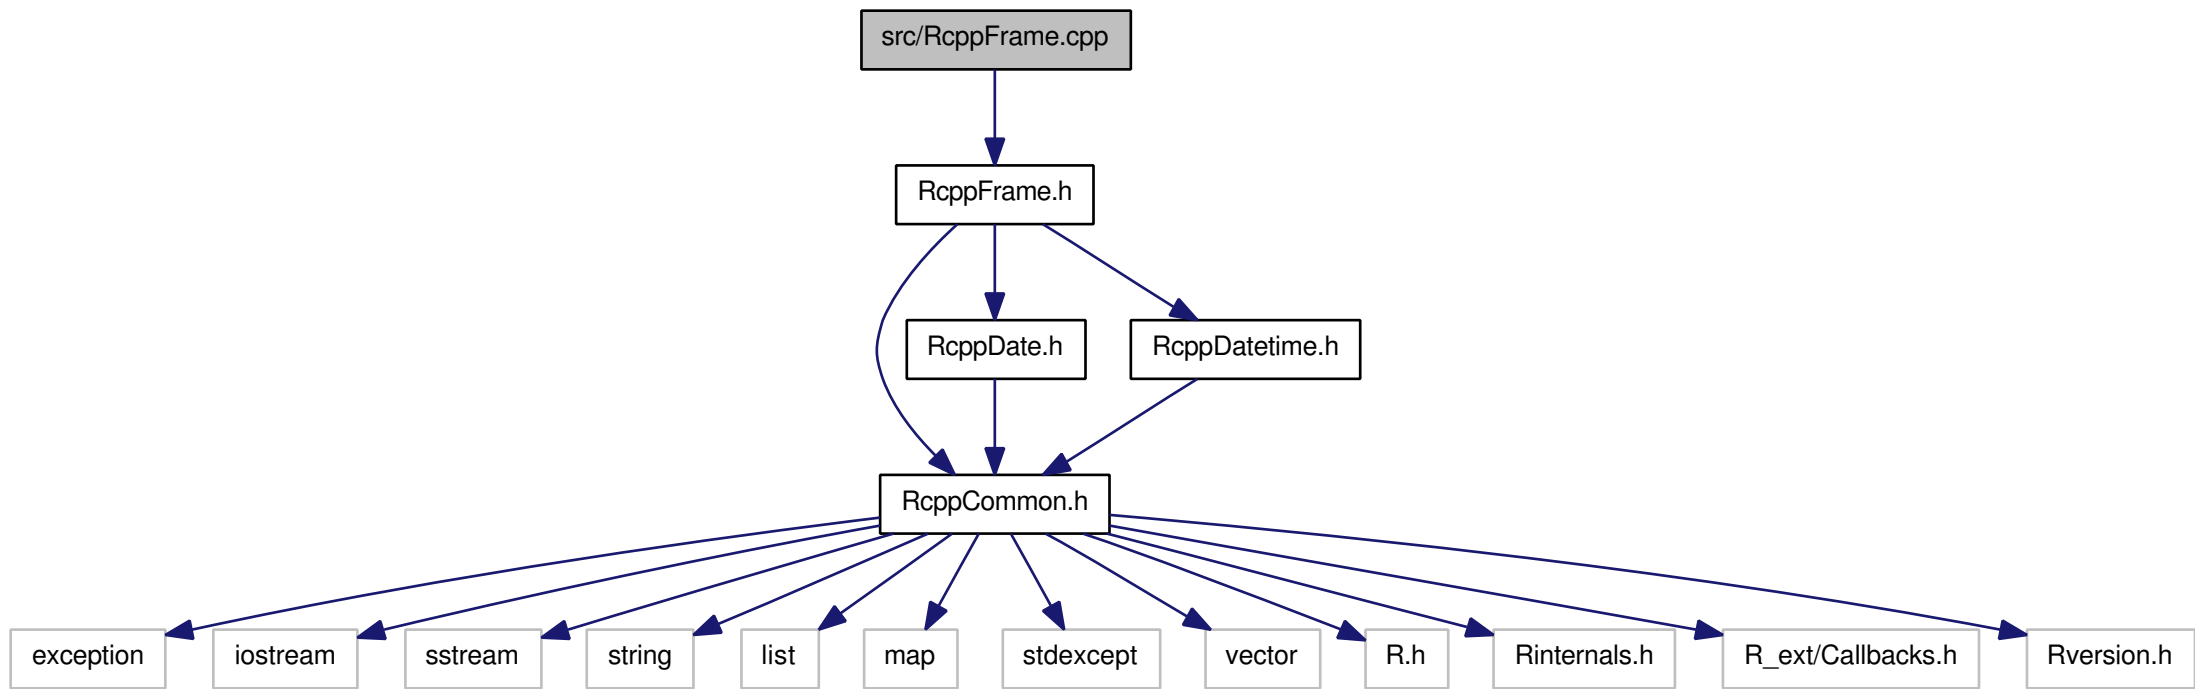 src/RcppFrame.cpp
RcppFrame.h
RcppDate.h
RcppDatetime.h
RcppCommon.h
exception
iostream
sstream
string
list
map
stdexcept
vector
R.h
Rinternals.h
R_ext/Callbacks.h
Rversion.h